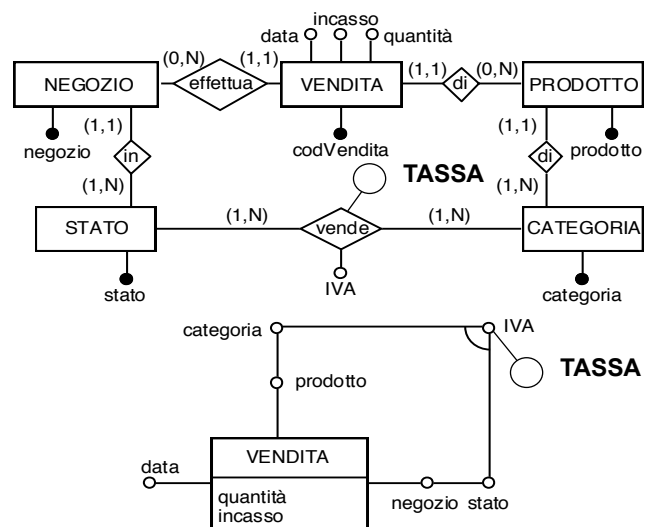 incasso
data quantità
(0,N) (1,1) (1,1) (0,N)
NEGOZIO effettua VENDITA di PRODOTTO
(1,1) (1,1)
negozio codVendita prodotto
in di
TASSA
(1,N) (1,N) (1,N) (1,N)
STATO vende CATEGORIA
IVA
stato categoria
categoria IVA
TASSA
prodotto
VENDITA
data
quantità negozio stato
incasso